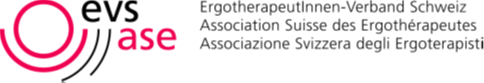 evs
ase
ErgotherapeutInnen-Verband Schweiz
Association Suisse des Ergothérapeutes
Associazione Svizzera degli Ergoterapisti